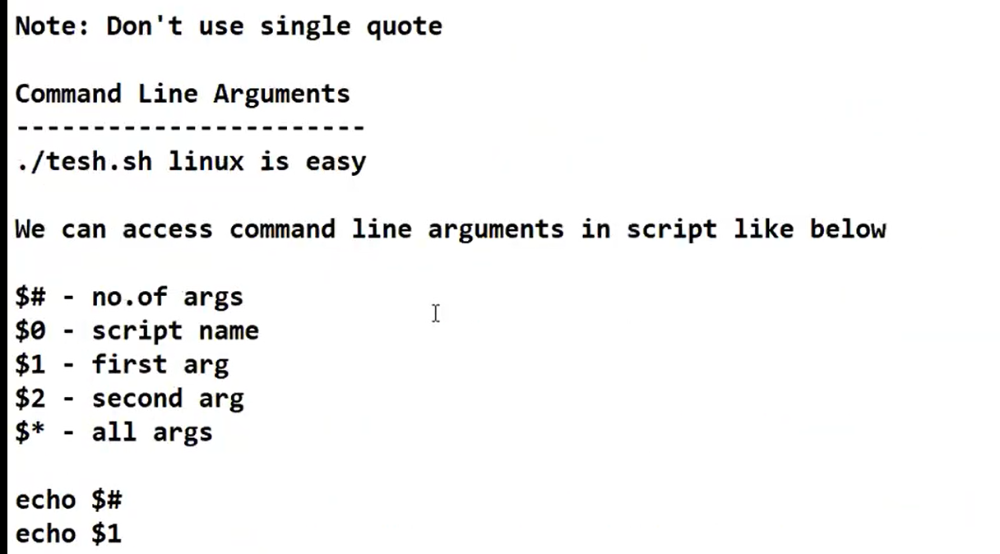 Note: Don't use single quote
Command Line Arguments
-----------------------
./tesh.sh linux is easy
We can access command line arguments in script like below
$# - no.of args
$0 - script name
$1 - first arg
$2 - second arg
$* - all args
echo $#
echo $1